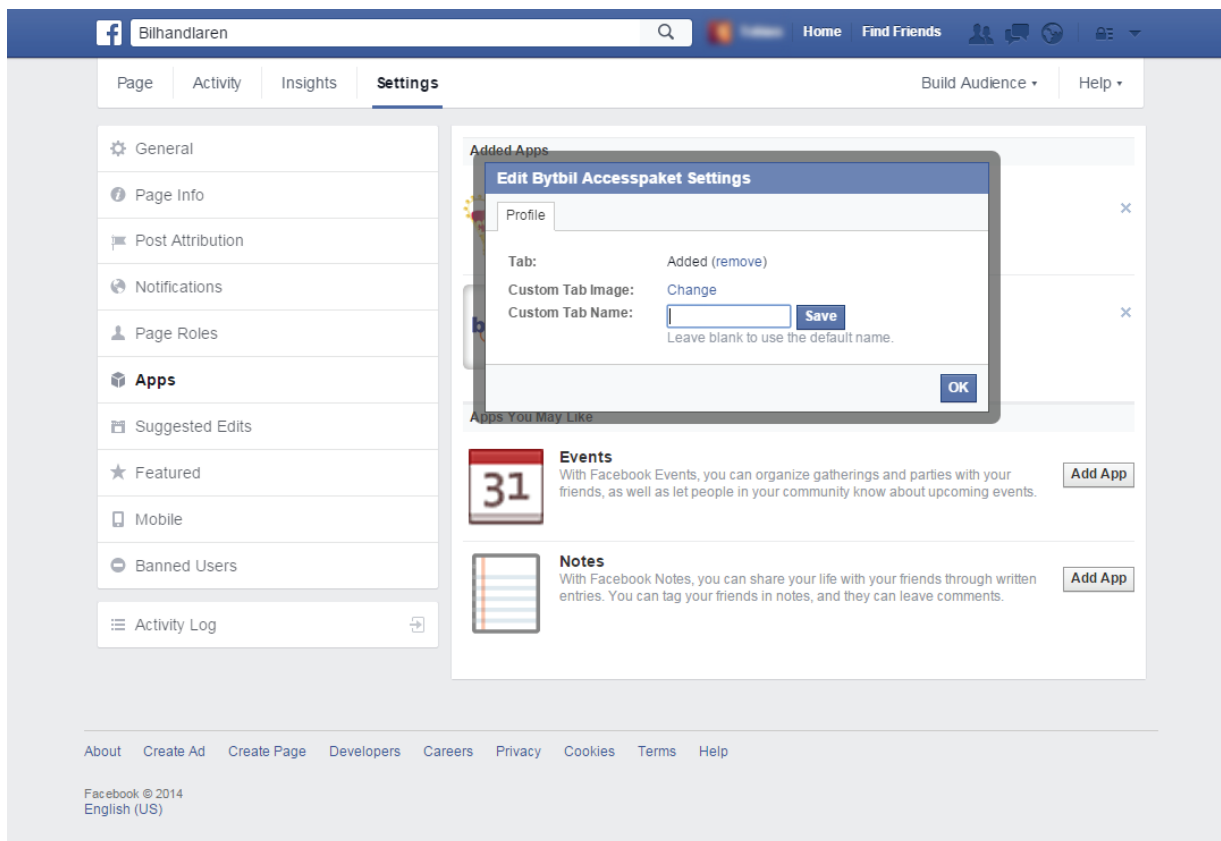 Bilhandlaren
Home Find Friends
Page Activity Insights Settings Build Audience Help
General
Page Info
Post Attribution
Notifications
Page Roles
Apps
Suggested Edits
Featured
Mobile
Banned Users
Activity Log
Added Apps
Edit Bytbil Accesspaket Settings
Profile
Tab: Added (remove)
Custom Tab Image: Change
Custom Tab Name: Save
Leave blank to use the default name.
OK
Apps You May Like
31
Events
With Facebook Events, you can organize gatherings and parties with your
friends, as well as let people in your community know about upcoming events.
Add App
Notes
With Facebook Notes, you can share your life with your friends through written
entries. You can tag your friends in notes, and they can leave comments.
Add App
About Create Ad Create Page Developers Careers Privacy Cookies Terms Help
Facebook © 2014
English (US)